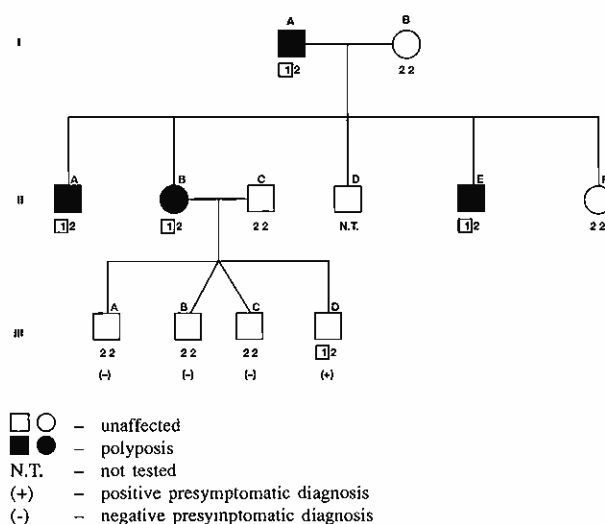 A B
I
1 2 2 2
A B C D E F
II
1 2 1 2 2 2 N.T. 1 2 2 2
A B C D
III
2 2 2 2 2 2 1 2
(-) (-) (-) (+)
– unaffected
– polyposis
N.T. – not tested
(+) – positive presymptomatic diagnosis
(-) – negative presymptomatic diagnosis